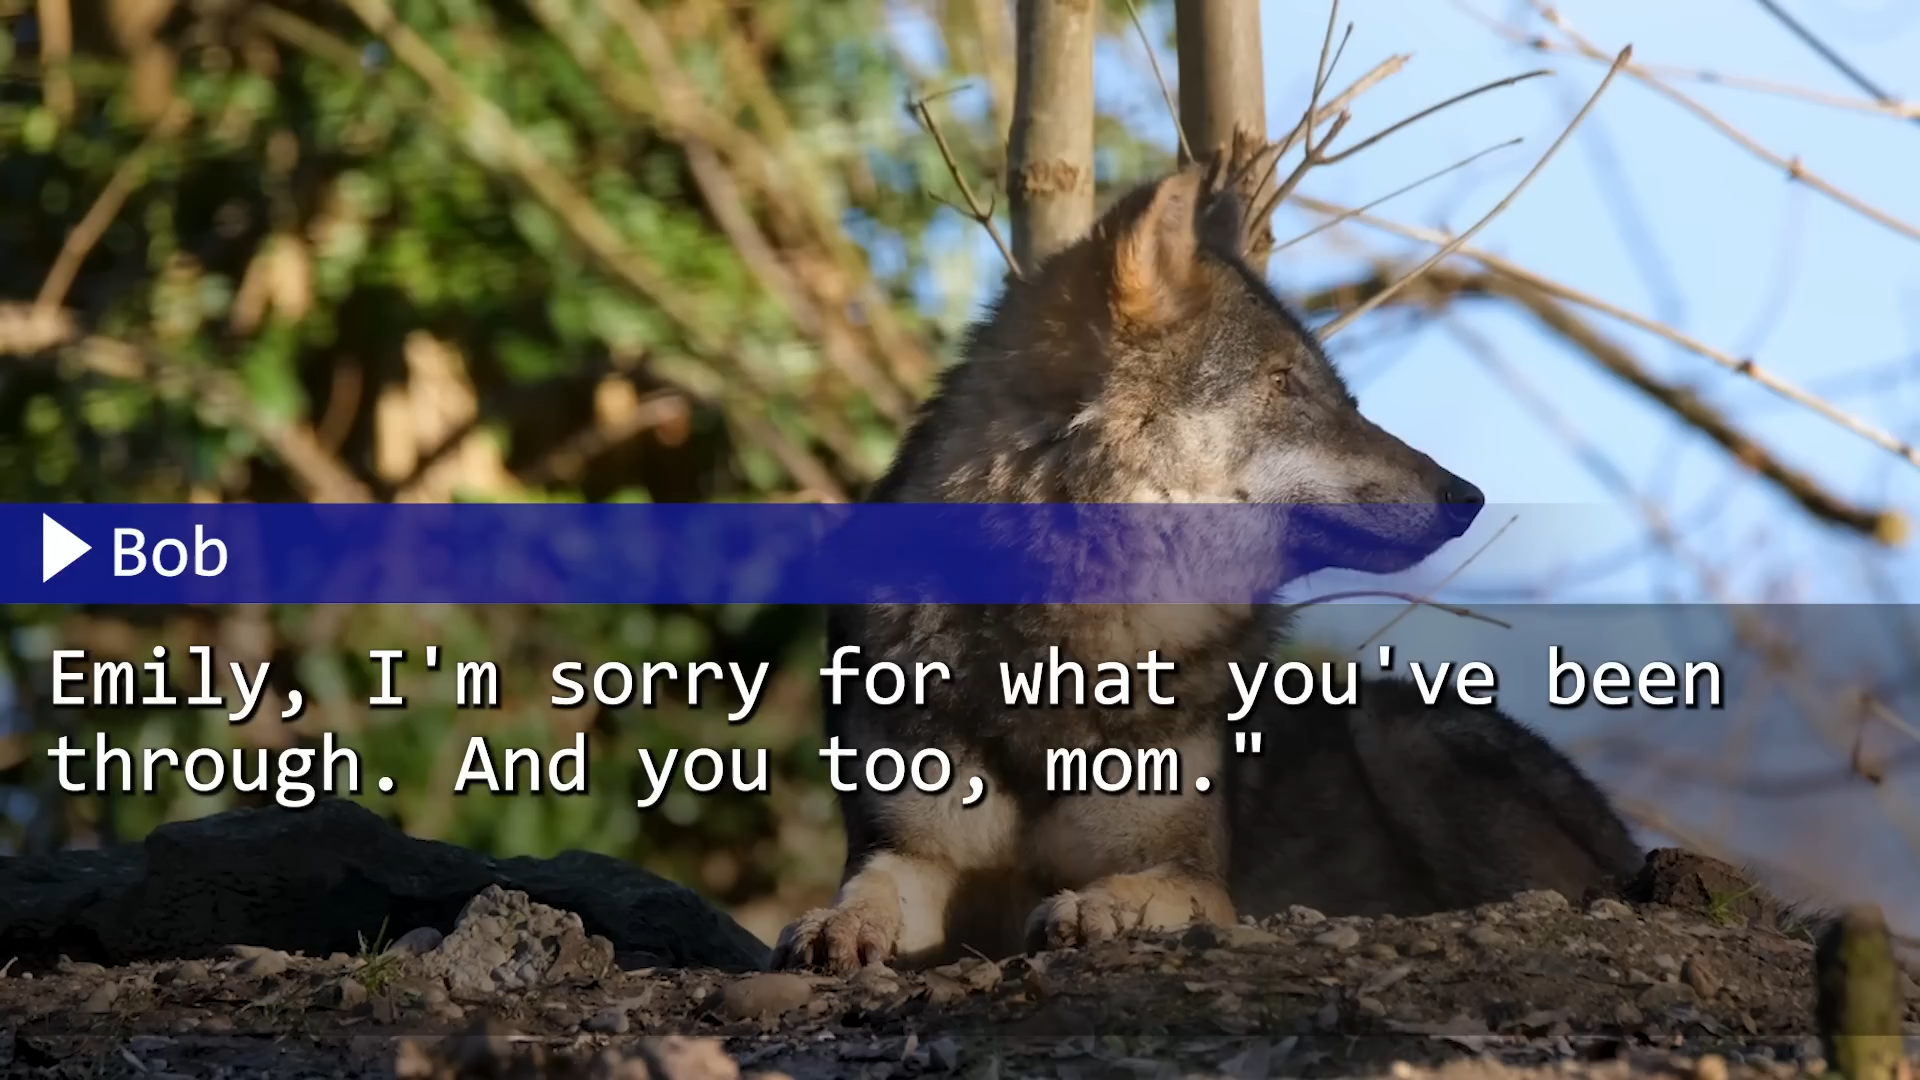 Bob
Emily, I'm sorry for what you've been
through. And you too, mom."